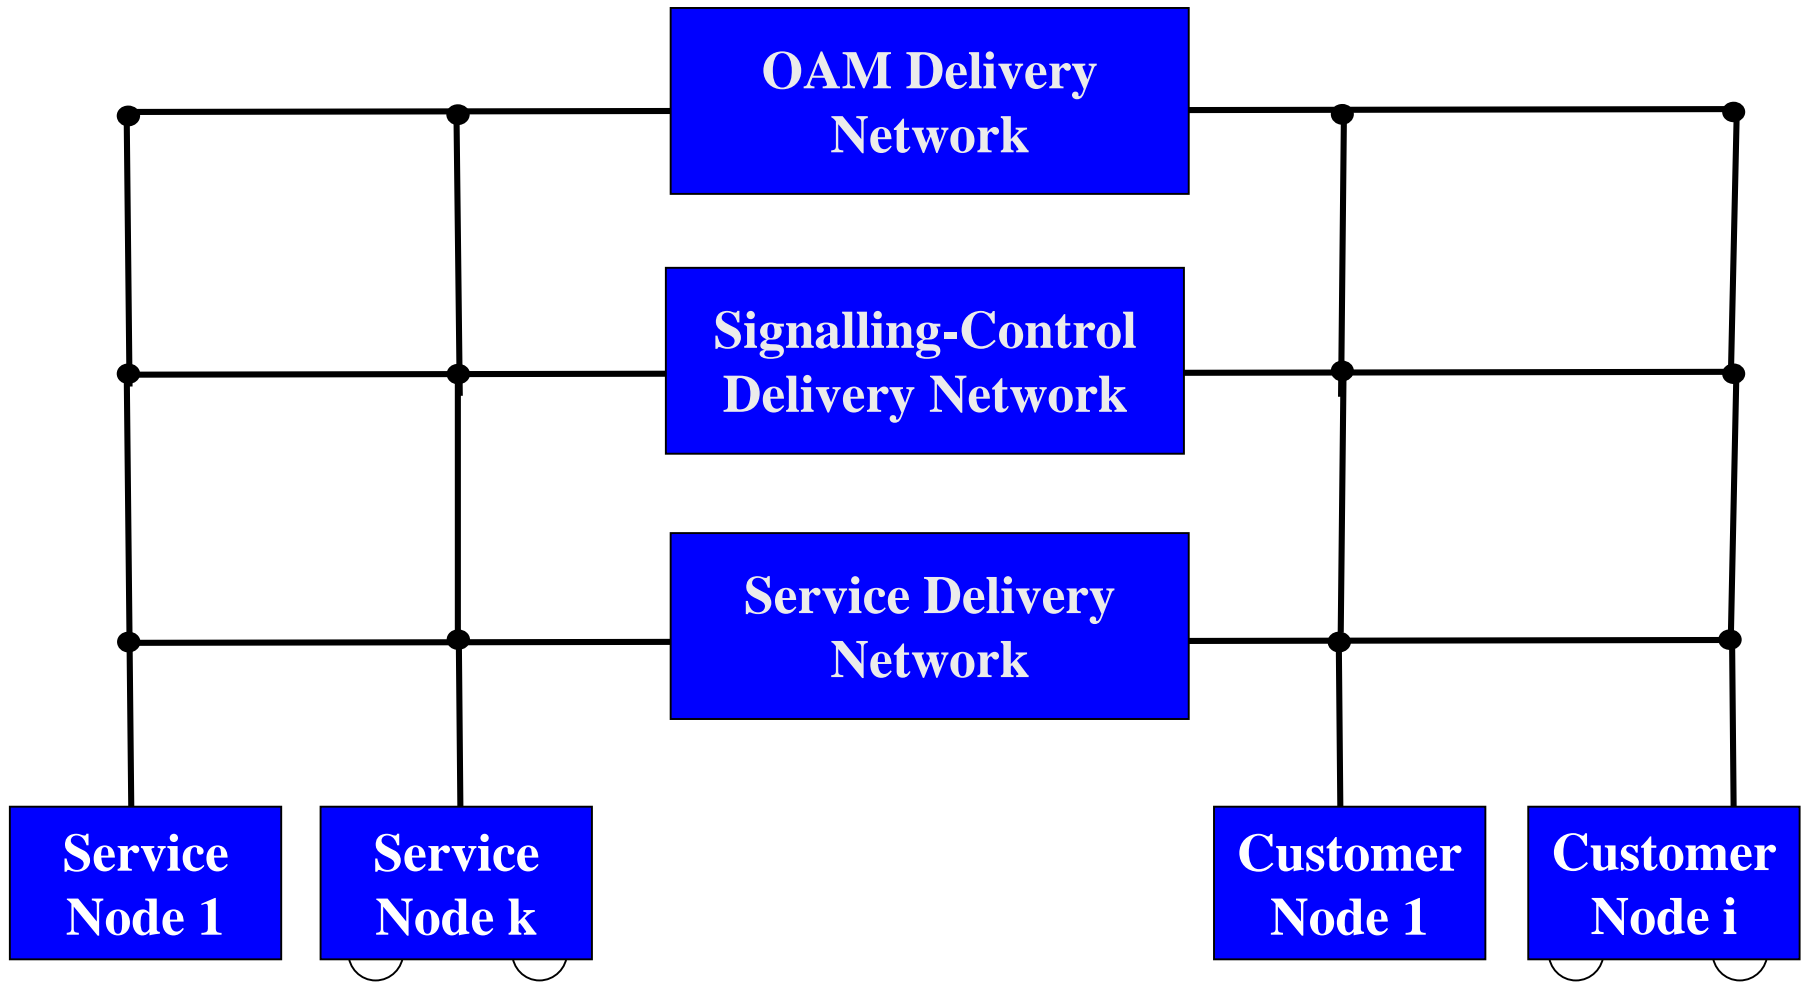 OAM Delivery
Network
Signalling-Control
Delivery Network
Service Delivery
Network
Service
Node 1
Service
Node k
Customer
Node 1
Customer
Node i